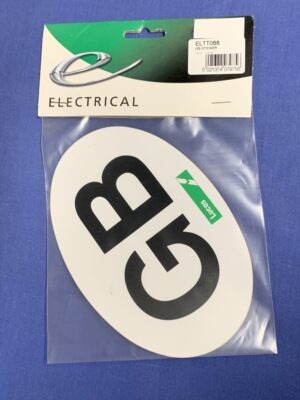 ELTT088
GB STICKER
ELECTRICAL
GB
Lucas